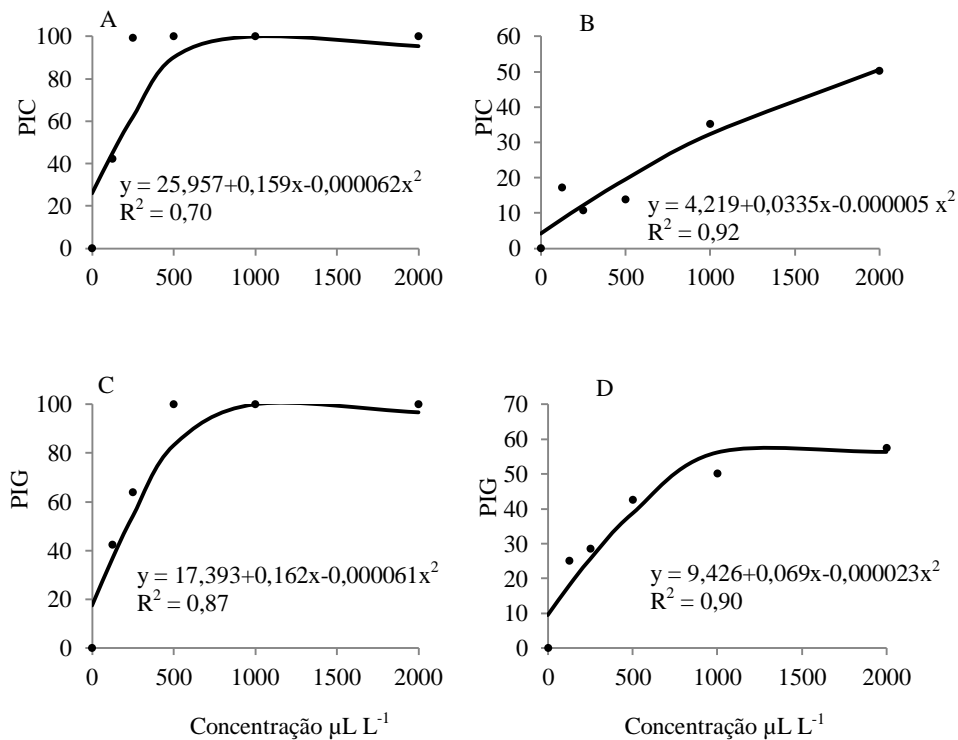 A
100
80
60
40
20
0
PIC
y = 25,957+0,159x-0,000062x²
R² = 0,70
0 500 1000 1500 2000
B
60
50
40
30
20
10
0
PIC
y = 4,219+0,0335x-0.000005 x²
R² = 0,92
0 500 1000 1500 2000
C
100
80
60
40
20
0
PIG
y = 17,393+0,162x-0,000061x²
R² = 0,87
0 500 1000 1500 2000
Concentração µL L⁻¹
D
70
60
50
40
30
20
10
0
PIG
y = 9,426+0,069x-0,000023x²
R² = 0,90
0 500 1000 1500 2000
Concentração µL L⁻¹